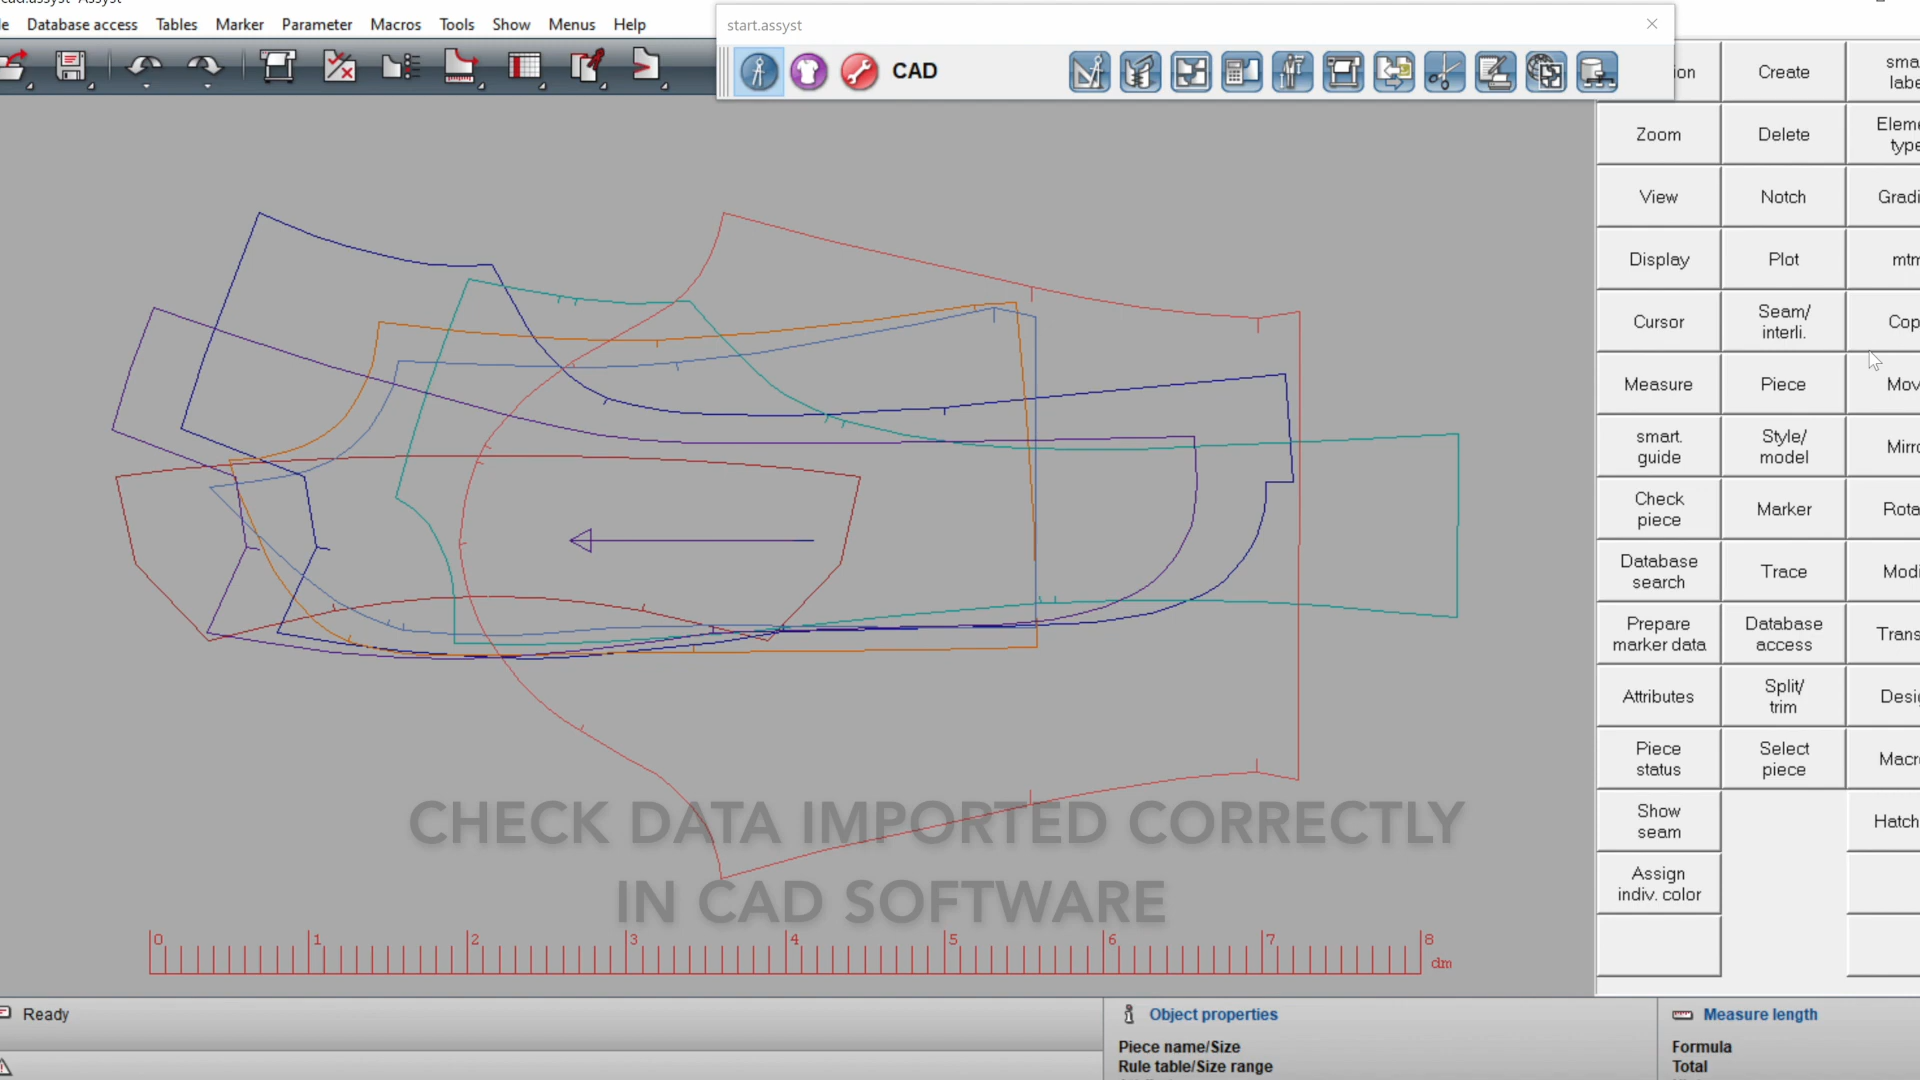 cad.assyst - Assyst
Database access Tables Marker Parameter Macros Tools Show Menus Help
start.assyst
CAD
Create
Zoom
Delete
View
Notch
Display
Plot
mtm
Cursor
Seam/
interli.
Measure
Piece
smart.
guide
Style/
model
Check
piece
Marker
Database
search
Trace
Prepare
marker data
Database
access
Attributes
Split/
trim
Piece
status
Select
piece
Show
seam
Hatch
Assign
indiv. color
CHECK DATA IMPORTED CORRECTLY
IN CAD SOFTWARE
0 1 2 3 4 5 6 7 8
dm
Ready
Object properties
Piece name/Size
Rule table/Size range
Measure length
Formula
Total